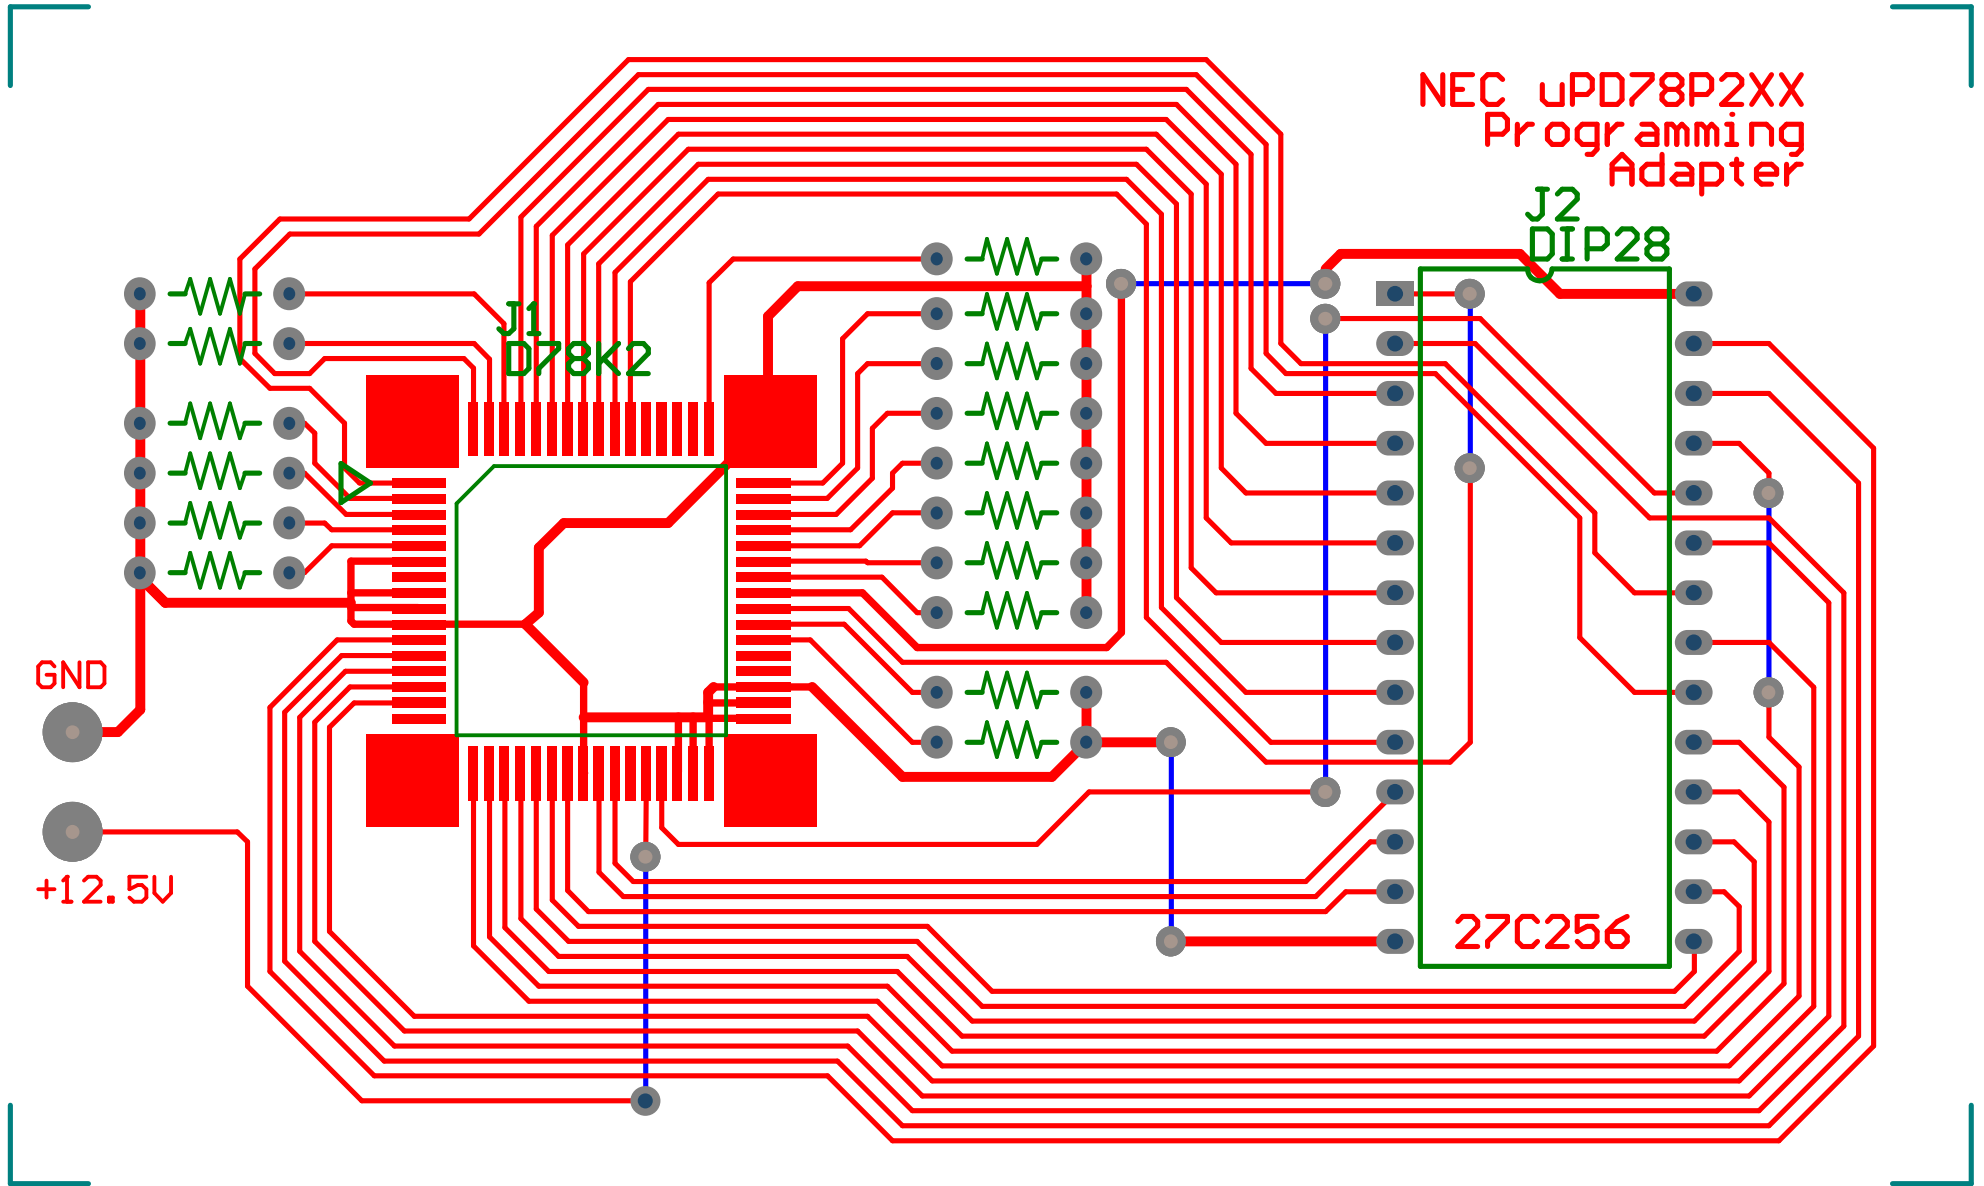 NEC uPD78P2XX
Programming
Adapter
J2
DIP28
J1
D78K2
GND
+12.5V
27C256